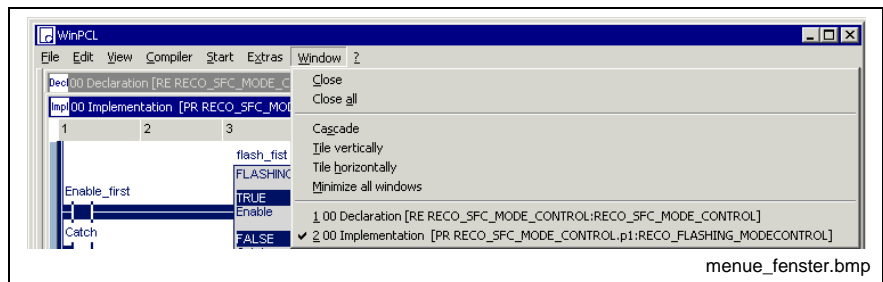 WinPCL
File Edit View Compiler Start Extras Window ?
Decl 00 Declaration [RE RECO_SFC_MODE_C
Impl 00 Implementation [PR RECO_SFC_MO
1 2 3
flash_fist
FLASHING
Enable_first
TRUE
Enable
Catch
FALSE
Close
Close all
Cascade
Tile vertically
Tile horizontally
Minimize all windows
1 00 Declaration [RE RECO_SFC_MODE_CONTROL:RECO_SFC_MODE_CONTROL]
✔ 2 00 Implementation [PR RECO_SFC_MODE_CONTROL.p1:RECO_FLASHING_MODECONTROL]
menue_fenster.bmp